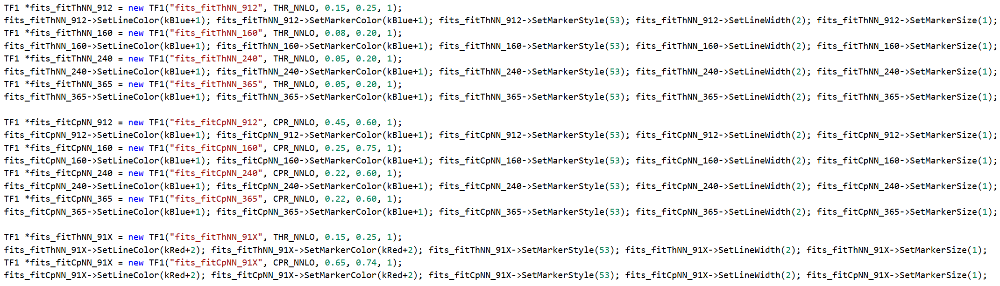 TF1 *fits_fitThNN_912 = new TF1("fits_fitThNN_912", THR_NNLO, 0.15, 0.25, 1);
fits_fitThNN_912->SetLineColor(kBlue+1); fits_fitThNN_912->SetMarkerColor(kBlue+1); fits_fitThNN_912->SetMarkerStyle(53); fits_fitThNN_912->SetLineWidth(2); fits_fitThNN_912->SetMarkerSize(1);
TF1 *fits_fitThNN_160 = new TF1("fits_fitThNN_160", THR_NNLO, 0.08, 0.20, 1);
fits_fitThNN_160->SetLineColor(kBlue+1); fits_fitThNN_160->SetMarkerColor(kBlue+1); fits_fitThNN_160->SetMarkerStyle(53); fits_fitThNN_160->SetLineWidth(2); fits_fitThNN_160->SetMarkerSize(1);
TF1 *fits_fitThNN_240 = new TF1("fits_fitThNN_240", THR_NNLO, 0.05, 0.20, 1);
fits_fitThNN_240->SetLineColor(kBlue+1); fits_fitThNN_240->SetMarkerColor(kBlue+1); fits_fitThNN_240->SetMarkerStyle(53); fits_fitThNN_240->SetLineWidth(2); fits_fitThNN_240->SetMarkerSize(1);
TF1 *fits_fitThNN_365 = new TF1("fits_fitThNN_365", THR_NNLO, 0.05, 0.20, 1);
fits_fitThNN_365->SetLineColor(kBlue+1); fits_fitThNN_365->SetMarkerColor(kBlue+1); fits_fitThNN_365->SetMarkerStyle(53); fits_fitThNN_365->SetLineWidth(2); fits_fitThNN_365->SetMarkerSize(1);

TF1 *fits_fitCpNN_912 = new TF1("fits_fitCpNN_912", CPR_NNLO, 0.45, 0.60, 1);
fits_fitCpNN_912->SetLineColor(kBlue+1); fits_fitCpNN_912->SetMarkerColor(kBlue+1); fits_fitCpNN_912->SetMarkerStyle(53); fits_fitCpNN_912->SetLineWidth(2); fits_fitCpNN_912->SetMarkerSize(1);
TF1 *fits_fitCpNN_160 = new TF1("fits_fitCpNN_160", CPR_NNLO, 0.25, 0.75, 1);
fits_fitCpNN_160->SetLineColor(kBlue+1); fits_fitCpNN_160->SetMarkerColor(kBlue+1); fits_fitCpNN_160->SetMarkerStyle(53); fits_fitCpNN_160->SetLineWidth(2); fits_fitCpNN_160->SetMarkerSize(1);
TF1 *fits_fitCpNN_240 = new TF1("fits_fitCpNN_240", CPR_NNLO, 0.22, 0.60, 1);
fits_fitCpNN_240->SetLineColor(kBlue+1); fits_fitCpNN_240->SetMarkerColor(kBlue+1); fits_fitCpNN_240->SetMarkerStyle(53); fits_fitCpNN_240->SetLineWidth(2); fits_fitCpNN_240->SetMarkerSize(1);
TF1 *fits_fitCpNN_365 = new TF1("fits_fitCpNN_365", CPR_NNLO, 0.22, 0.60, 1);
fits_fitCpNN_365->SetLineColor(kBlue+1); fits_fitCpNN_365->SetMarkerColor(kBlue+1); fits_fitCpNN_365->SetMarkerStyle(53); fits_fitCpNN_365->SetLineWidth(2); fits_fitCpNN_365->SetMarkerSize(1);

TF1 *fits_fitThNN_91X = new TF1("fits_fitThNN_91X", THR_NNLO, 0.15, 0.25, 1);
fits_fitThNN_91X->SetLineColor(kRed+2); fits_fitThNN_91X->SetMarkerColor(kRed+2); fits_fitThNN_91X->SetMarkerStyle(53); fits_fitThNN_91X->SetLineWidth(2); fits_fitThNN_91X->SetMarkerSize(1);
TF1 *fits_fitCpNN_91X = new TF1("fits_fitCpNN_91X", CPR_NNLO, 0.65, 0.74, 1);
fits_fitCpNN_91X->SetLineColor(kRed+2); fits_fitCpNN_91X->SetMarkerColor(kRed+2); fits_fitCpNN_91X->SetMarkerStyle(53); fits_fitCpNN_91X->SetLineWidth(2); fits_fitCpNN_91X->SetMarkerSize(1);